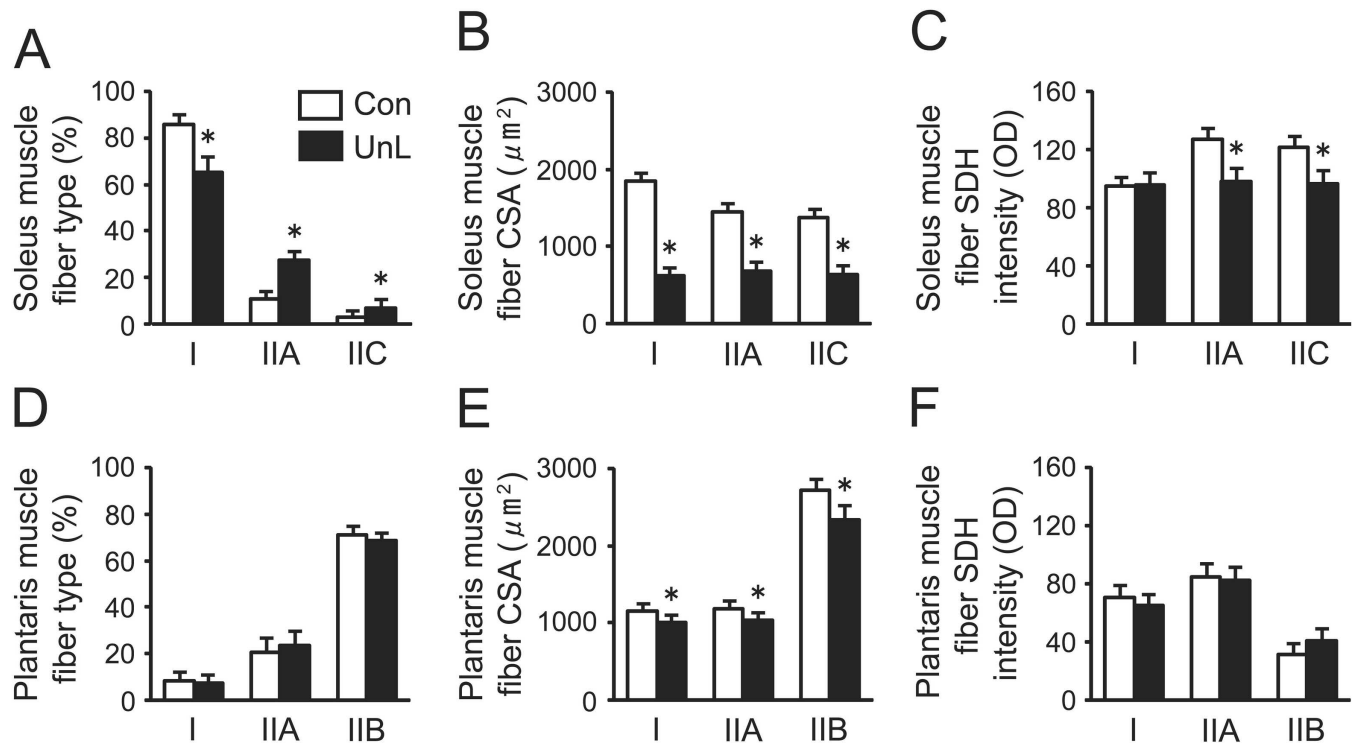 A
Soleus muscle
fiber type (%)
100
80
60
40
20
0
*
*
*
I IIA IIC
Con
UnL
B
Soleus muscle
fiber CSA (μm²)
3000
2000
1000
0
*
*
*
I IIA IIC
C
Soleus muscle
fiber SDH
intensity (OD)
160
120
80
40
0
*
*
I IIA IIC
D
Plantaris muscle
fiber type (%)
100
80
60
40
20
0
I IIA IIB
E
Plantaris muscle
fiber CSA (μm²)
3000
2000
1000
0
*
*
*
I IIA IIB
F
Plantaris muscle
fiber SDH
intensity (OD)
160
120
80
40
0
I IIA IIB